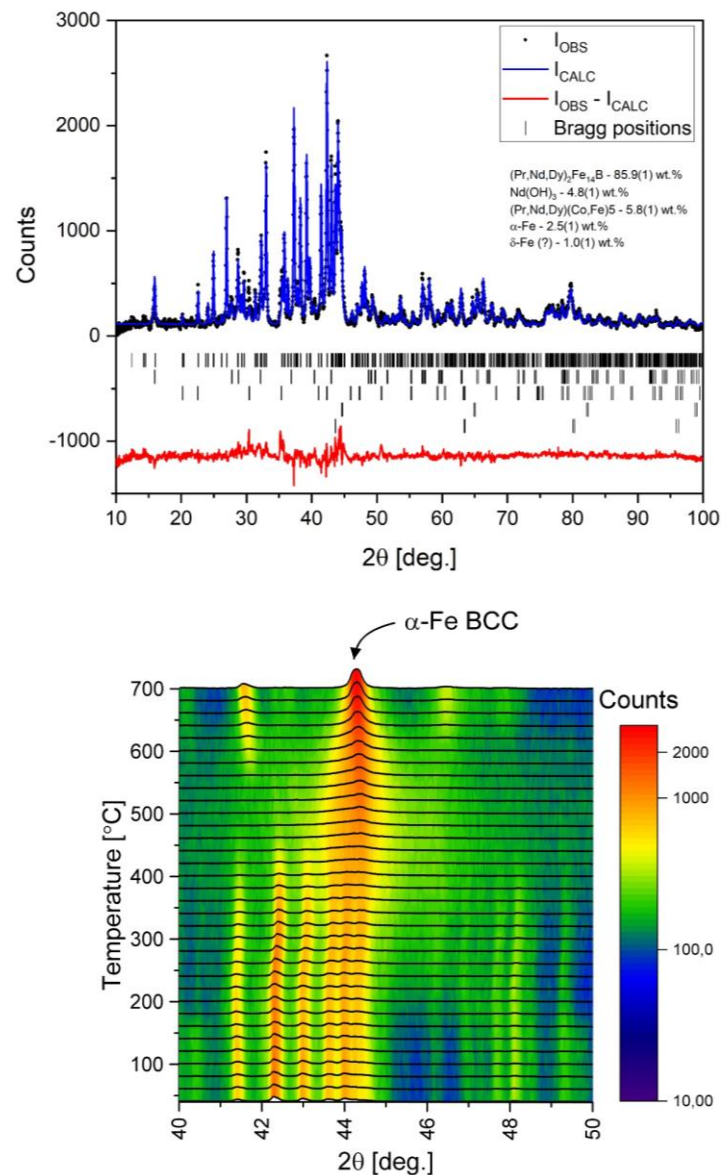 3000
2000
1000
0
-1000
Counts
I_OBS
I_CALC
I_OBS - I_CALC
Bragg positions
(Pr,Nd,Dy)₂Fe₁₄B - 85.9(1) wt.%
Nd(OH)₃ - 4.8(1) wt.%
(Pr,Nd,Dy)(Co,Fe)5 - 5.8(1) wt.%
α-Fe - 2.5(1) wt.%
δ-Fe (?) - 1.0(1) wt.%
10 20 30 40 50 60 70 80 90 100
2θ [deg.]
α-Fe BCC
700
600
500
400
300
200
100
Temperature [°C]
40 42 44 46 48 50
2θ [deg.]
Counts
2000
1000
100,0
10,00